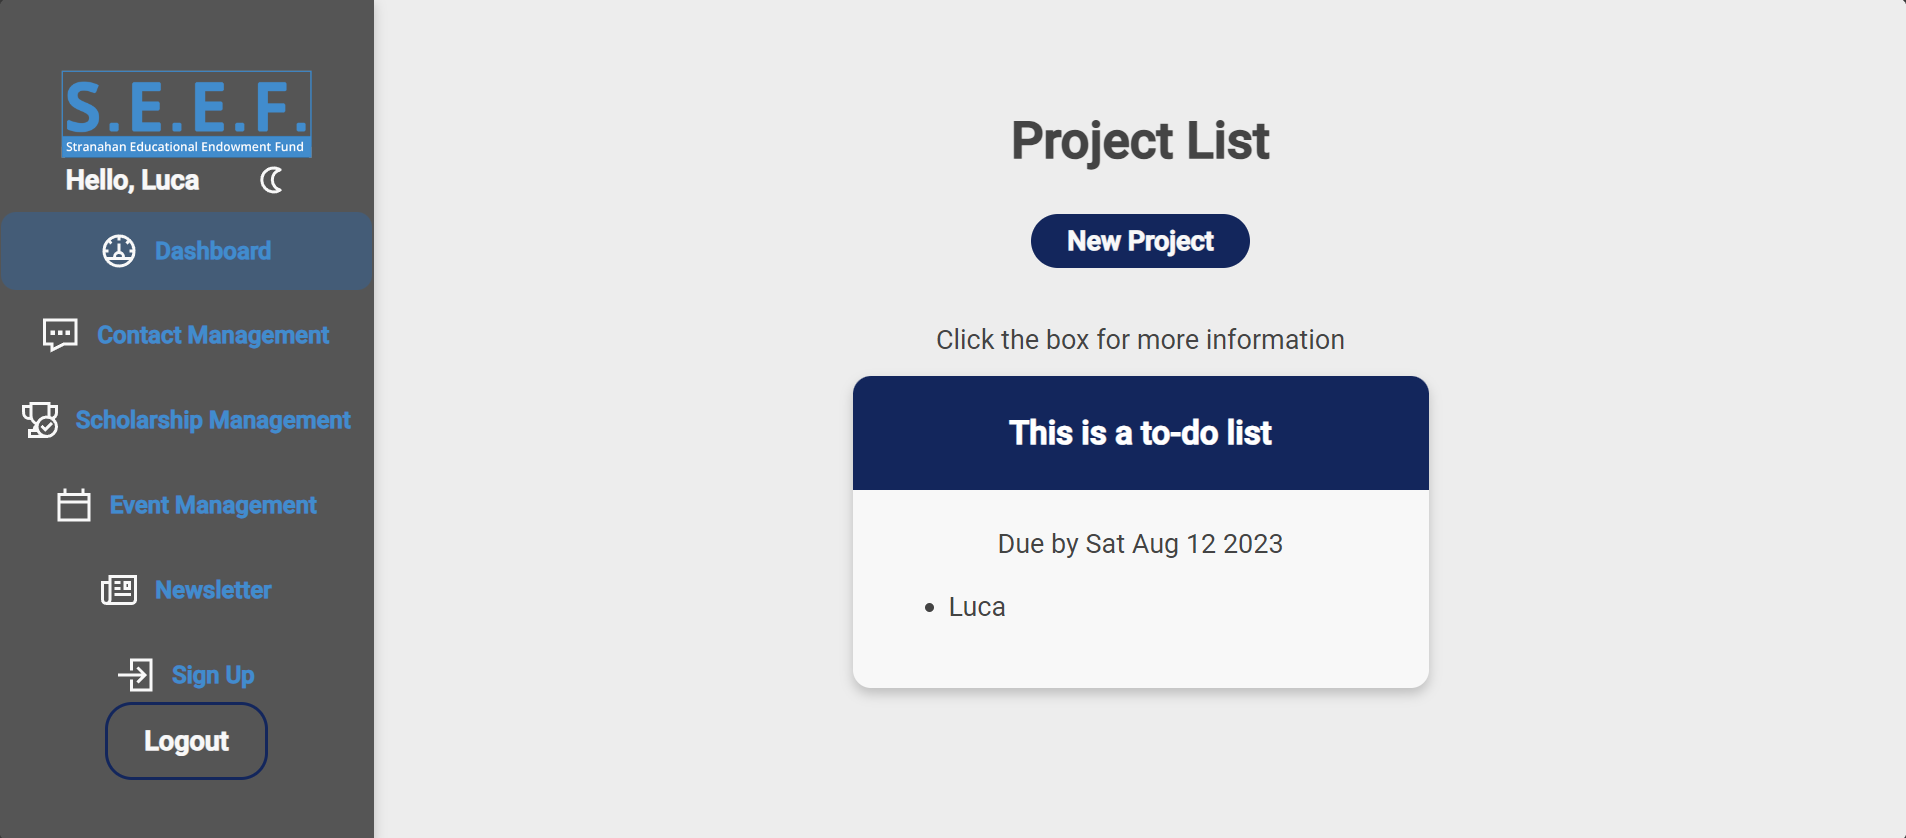 S.E.E.F.
Stranahan Educational Endowment Fund
Hello, Luca
Dashboard
Contact Management
Scholarship Management
Event Management
Newsletter
Sign Up
Logout
Project List
New Project
Click the box for more information
This is a to-do list
Due by Sat Aug 12 2023
• Luca